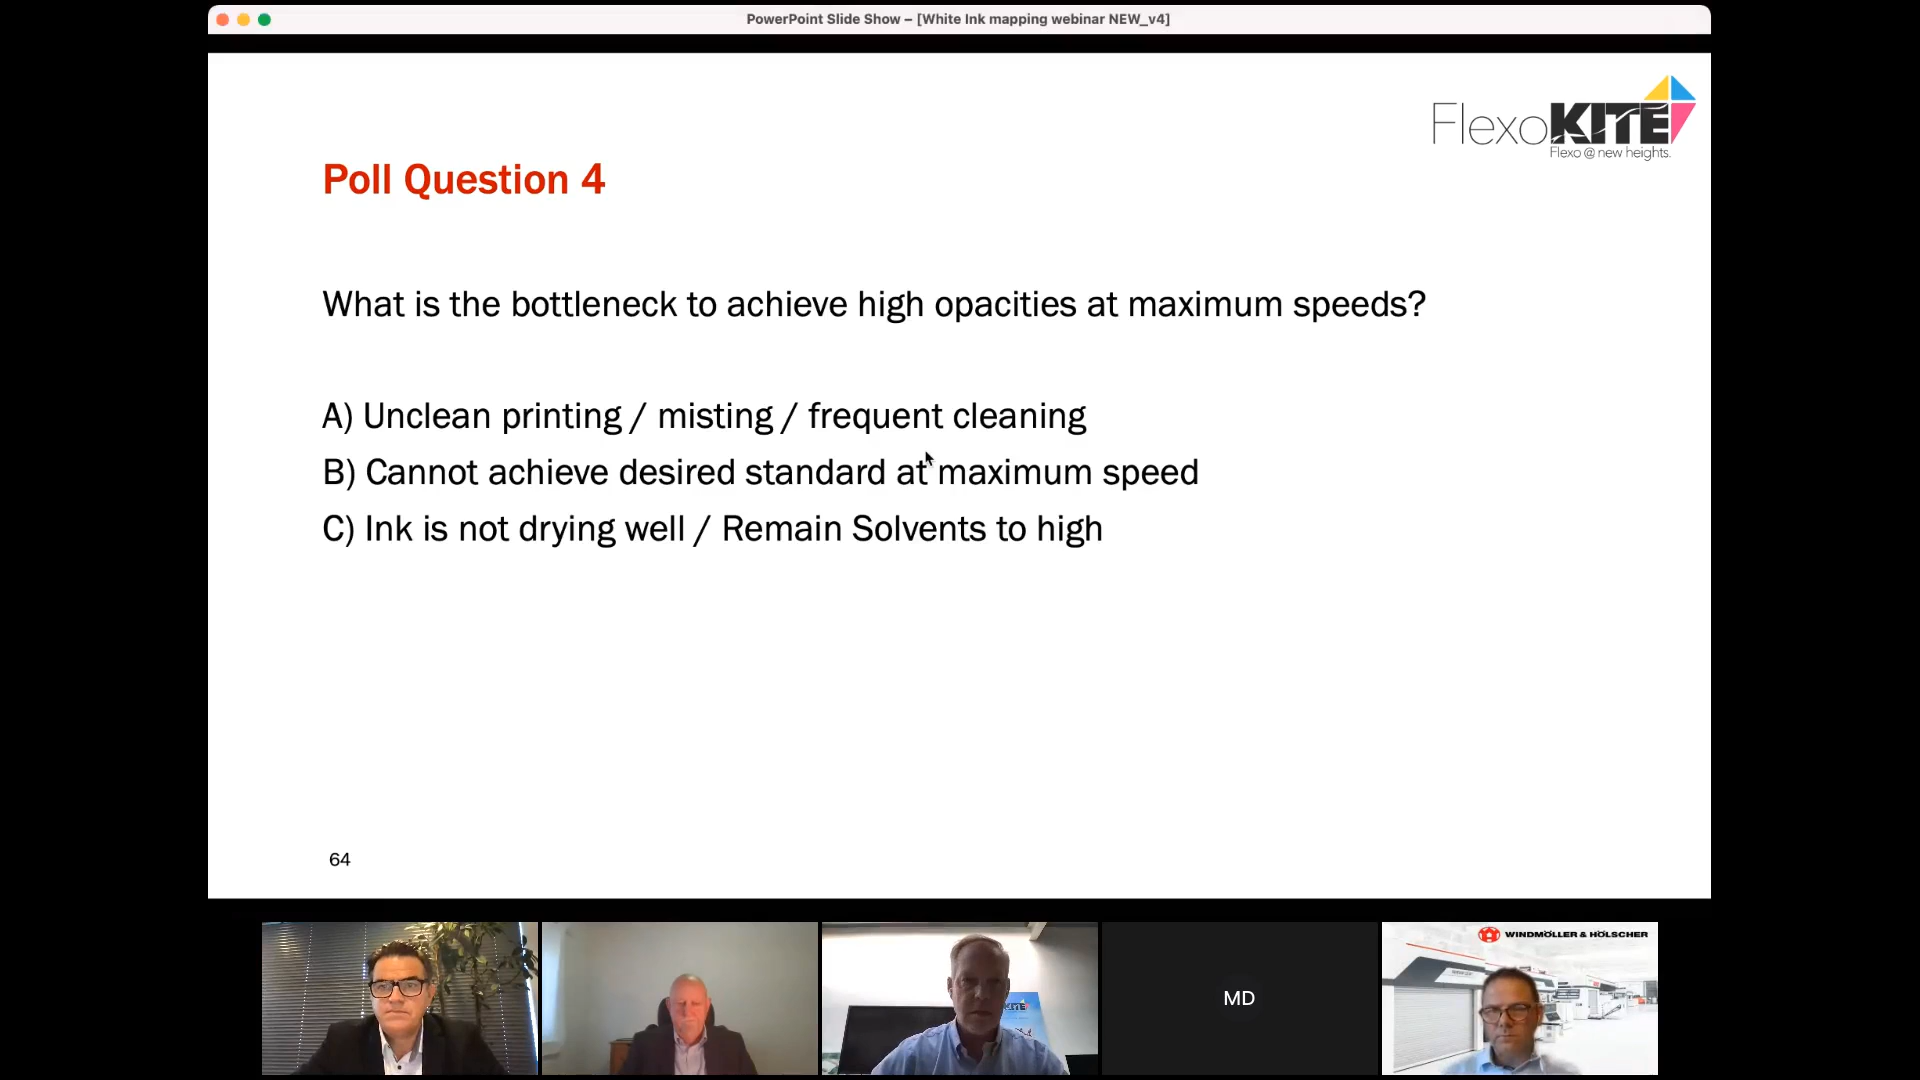 PowerPoint Slide Show – [White Ink mapping webinar NEW_v4]
FlexoKITE
Flexo @ new heights.
Poll Question 4
What is the bottleneck to achieve high opacities at maximum speeds?
A) Unclean printing / misting / frequent cleaning
B) Cannot achieve desired standard at maximum speed
C) Ink is not drying well / Remain Solvents to high
64
KITE
MD
WINDMÖLLER & HÖLSCHER